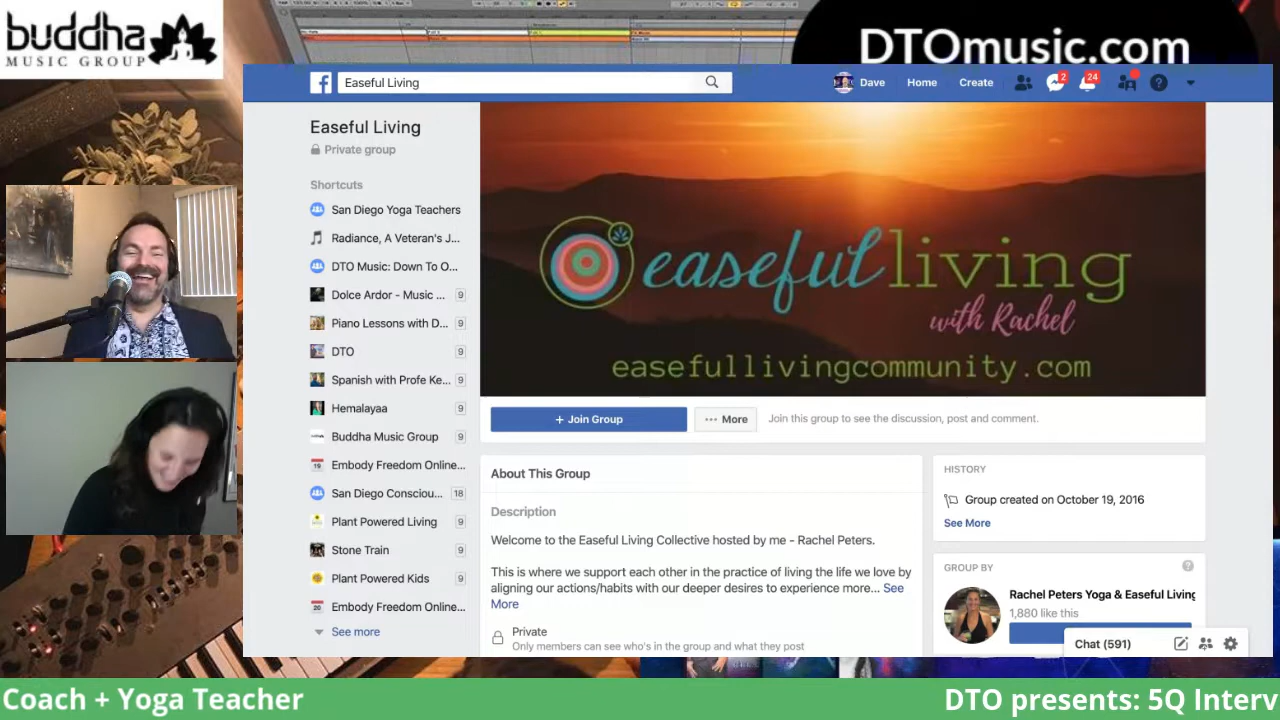 buddha
MUSIC GROUP
DTOmusic.com
Easeful Living
Dave
Home
Create
2
24
Easeful Living
Private group
Shortcuts
San Diego Yoga Teachers
Radiance, A Veteran's J...
DTO Music: Down To O...
Dolce Ardor - Music ... 9
Piano Lessons with D... 9
DTO 9
Spanish with Profe Ke... 9
Hemalayaa 9
Buddha Music Group 9
19 Embody Freedom Online...
San Diego Consciou... 18
Plant Powered Living 9
Stone Train 9
Plant Powered Kids 9
20 Embody Freedom Online...
See more
easeful living
with Rachel
easefullivingcommunity.com
+ Join Group
... More
Join this group to see the discussion, post and comment.
About This Group
Description
Welcome to the Easeful Living Collective hosted by me - Rachel Peters.
This is where we support each other in the practice of living the life we love by
aligning our actions/habits with our deeper desires to experience more... See
More
Private
Only members can see who's in the group and what they post
HISTORY
Group created on October 19, 2016
See More
GROUP BY
Rachel Peters Yoga & Easeful Living
1,880 like this
Chat (591)
Coach + Yoga Teacher
DTO presents: 5Q Interv